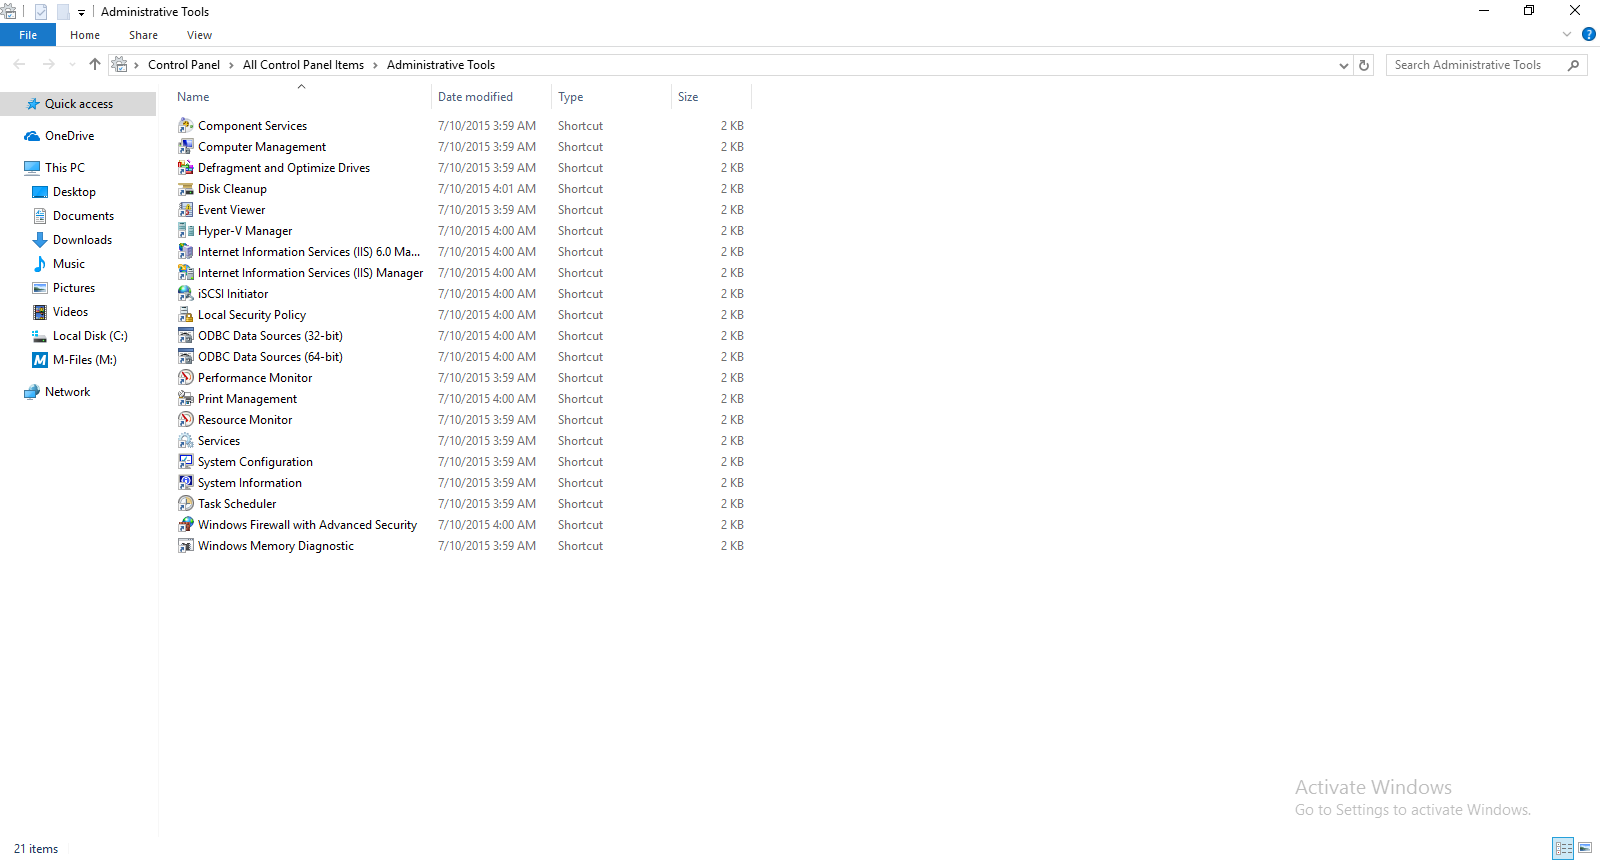 Administrative Tools
File Home Share View
Control Panel All Control Panel Items Administrative Tools Search Administrative Tools
Name Date modified Type Size
Quick access
OneDrive
This PC
Desktop
Documents
Downloads
Music
Pictures
Videos
Local Disk (C:)
M-Files (M:)
Network
Component Services 7/10/2015 3:59 AM Shortcut 2 KB
Computer Management 7/10/2015 3:59 AM Shortcut 2 KB
Defragment and Optimize Drives 7/10/2015 3:59 AM Shortcut 2 KB
Disk Cleanup 7/10/2015 4:01 AM Shortcut 2 KB
Event Viewer 7/10/2015 3:59 AM Shortcut 2 KB
Hyper-V Manager 7/10/2015 4:00 AM Shortcut 2 KB
Internet Information Services (IIS) 6.0 Ma... 7/10/2015 4:00 AM Shortcut 2 KB
Internet Information Services (IIS) Manager 7/10/2015 4:00 AM Shortcut 2 KB
iSCSI Initiator 7/10/2015 4:00 AM Shortcut 2 KB
Local Security Policy 7/10/2015 4:00 AM Shortcut 2 KB
ODBC Data Sources (32-bit) 7/10/2015 4:00 AM Shortcut 2 KB
ODBC Data Sources (64-bit) 7/10/2015 4:00 AM Shortcut 2 KB
Performance Monitor 7/10/2015 3:59 AM Shortcut 2 KB
Print Management 7/10/2015 4:00 AM Shortcut 2 KB
Resource Monitor 7/10/2015 3:59 AM Shortcut 2 KB
Services 7/10/2015 3:59 AM Shortcut 2 KB
System Configuration 7/10/2015 3:59 AM Shortcut 2 KB
System Information 7/10/2015 3:59 AM Shortcut 2 KB
Task Scheduler 7/10/2015 3:59 AM Shortcut 2 KB
Windows Firewall with Advanced Security 7/10/2015 4:00 AM Shortcut 2 KB
Windows Memory Diagnostic 7/10/2015 3:59 AM Shortcut 2 KB
Activate Windows
Go to Settings to activate Windows.
21 items